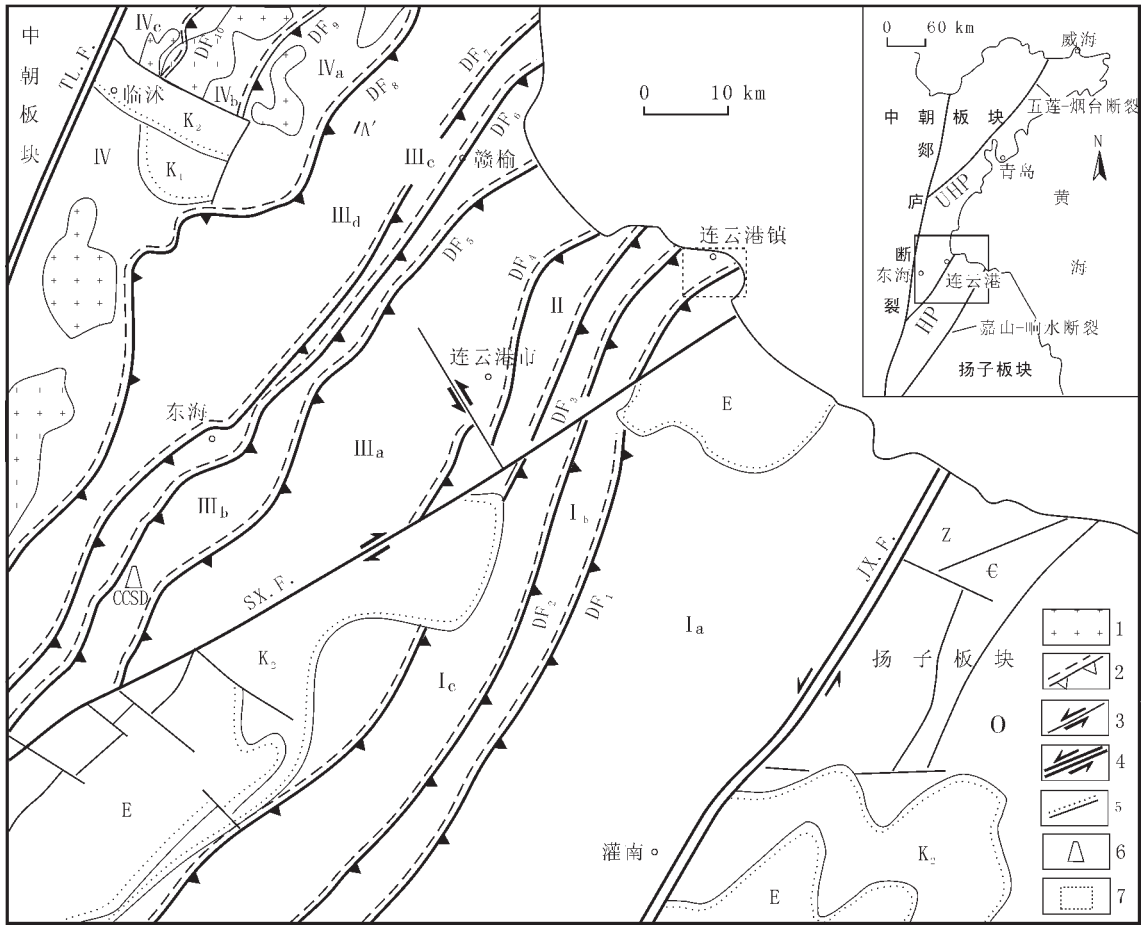 中朝板块
TL. F.
Ⅳc
DF₁₀
DF₉
Ⅳa
Ⅳb
DF₈
DF₇
DF₆
临沭
K₂
K₁
Ⅳ
Ⅲc
赣榆
Ⅲd
DF₅
0 10 km
连云港镇
DF₄
Ⅱ
连云港市
DF₃
E
东海
Ⅲa
Ⅲb
CCSD
SX. F.
Ⅰb
DF₂
DF₁
Ⅰa
JX. F.
Z
Є
扬子板块
O
K₂
Ⅰc
E
灌南
K₂
E
0 60 km
威海
五莲-烟台断裂
中朝板块
郯庐断裂
UHP
青岛
N
黄海
东海
连云港
HP
嘉山-响水断裂
扬子板块
1
2
3
4
5
6
7